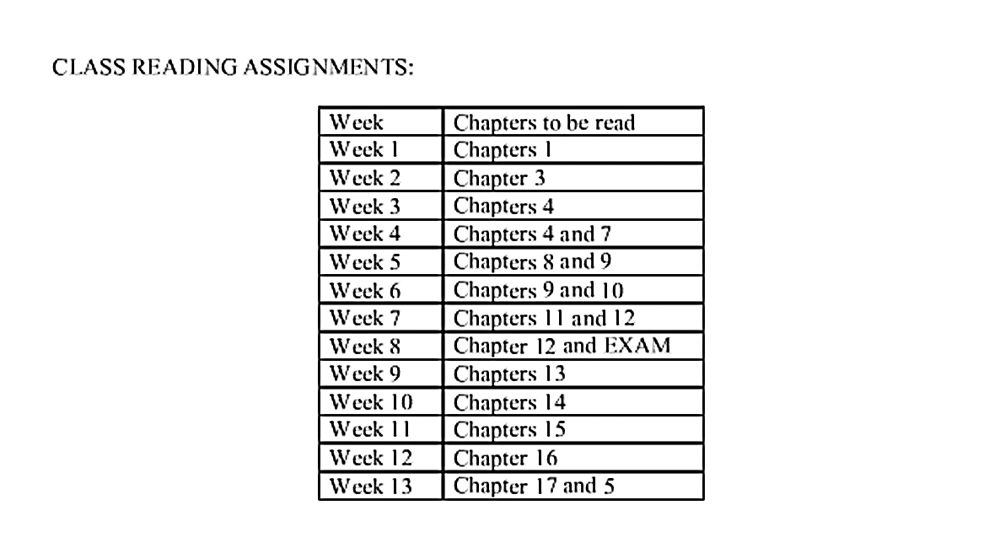 CLASS READING ASSIGNMENTS:
Week Chapters to be read
Week 1 Chapters 1
Week 2 Chapter 3
Week 3 Chapters 4
Week 4 Chapters 4 and 7
Week 5 Chapters 8 and 9
Week 6 Chapters 9 and 10
Week 7 Chapters 11 and 12
Week 8 Chapter 12 and EXAM
Week 9 Chapters 13
Week 10 Chapters 14
Week 11 Chapters 15
Week 12 Chapter 16
Week 13 Chapter 17 and 5